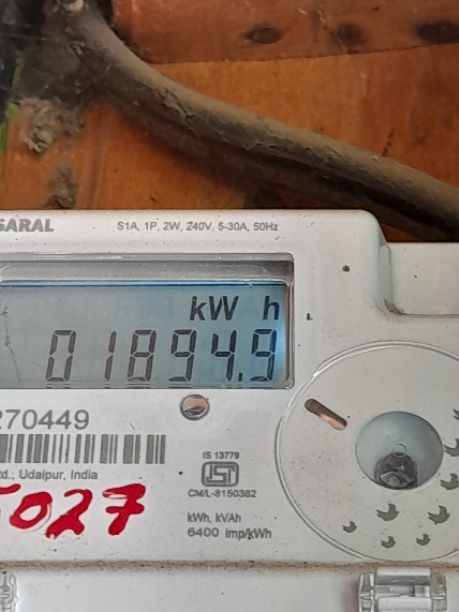 SARAL
S1A, 1P, 2W, 240V, 5-30A, 50Hz
kW h
01894.9
270449
IS 13779
td., Udaipur, India
CM/L-8150382
5027
kWh, kVAh
6400 imp/kWh